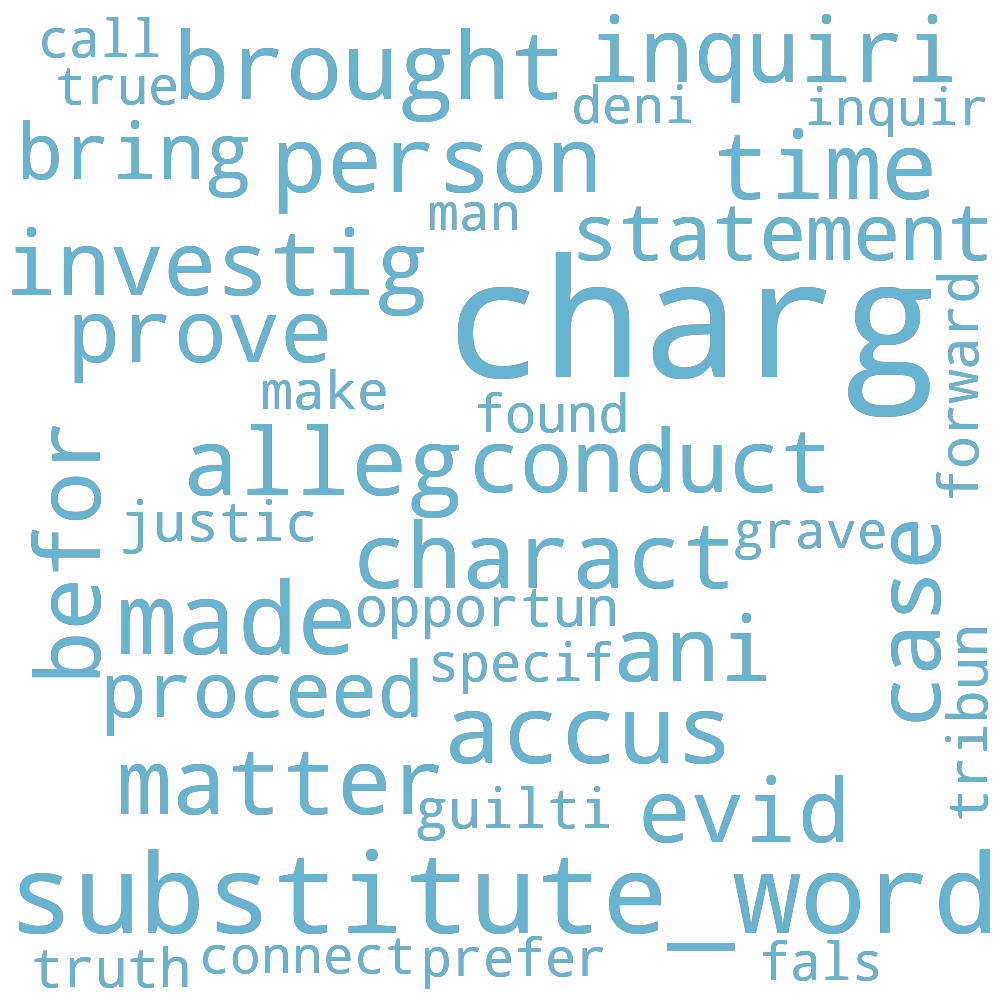 call
brought
inquiri
true
deni
inquir
bring
person
time
man
statement
investig
charg
prove
forward
make
found
alleg
conduct
befor
justic
charact
grave
case
made
opportun
specif
ani
proceed
tribun
accus
matter
guilti
evid
substitute_word
truth
connect
prefer
fals